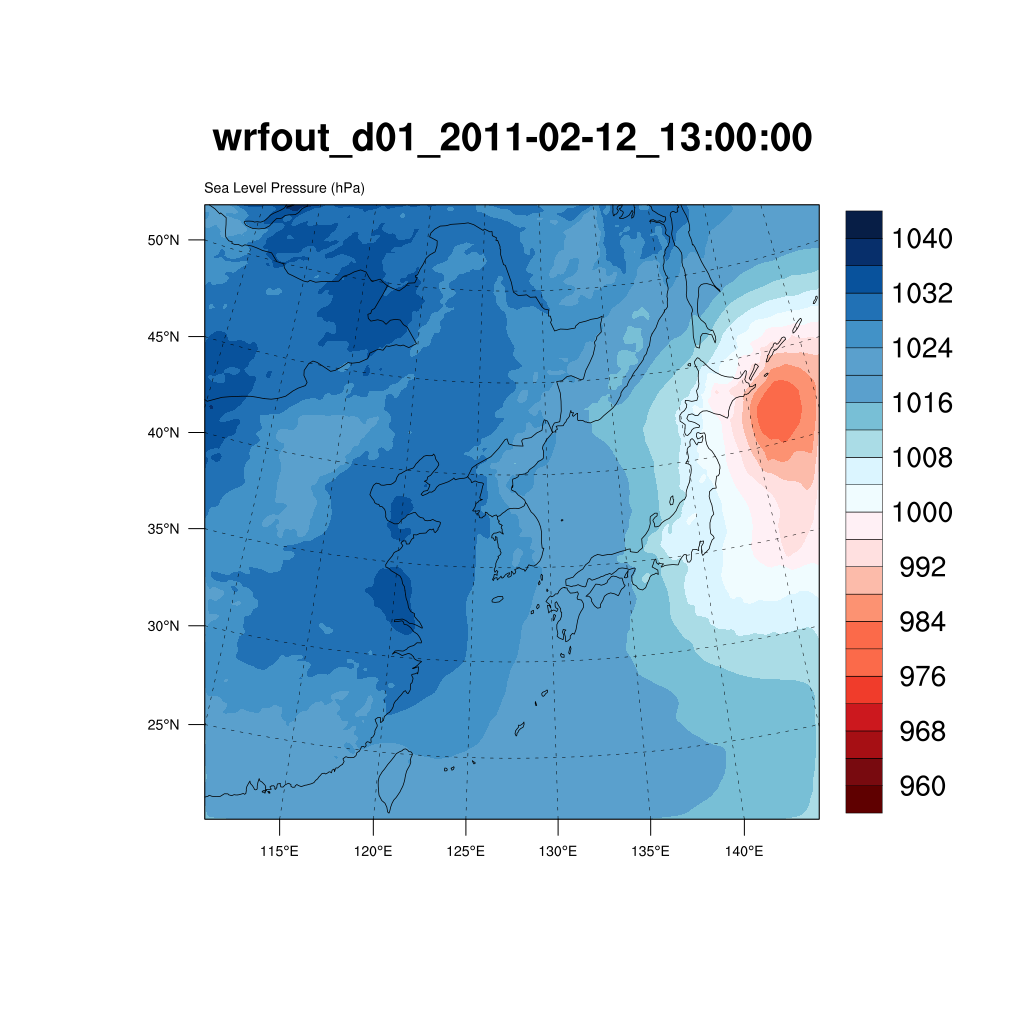 wrfout_d01_2011-02-12_13:00:00
Sea Level Pressure (hPa)
50°N
45°N
40°N
35°N
30°N
25°N
115°E
120°E
125°E
130°E
135°E
140°E
1040
1032
1024
1016
1008
1000
992
984
976
968
960